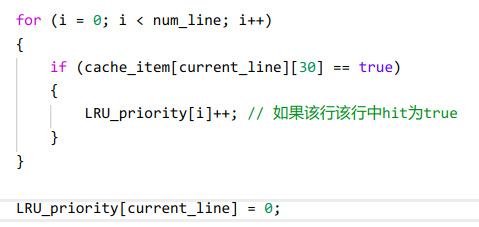 for (i = 0; i < num_line; i++)
{
    if (cache_item[current_line][30] == true)
    {
        LRU_priority[i]++; // 如果该行该行中hit为true
    }
}
LRU_priority[current_line] = 0;